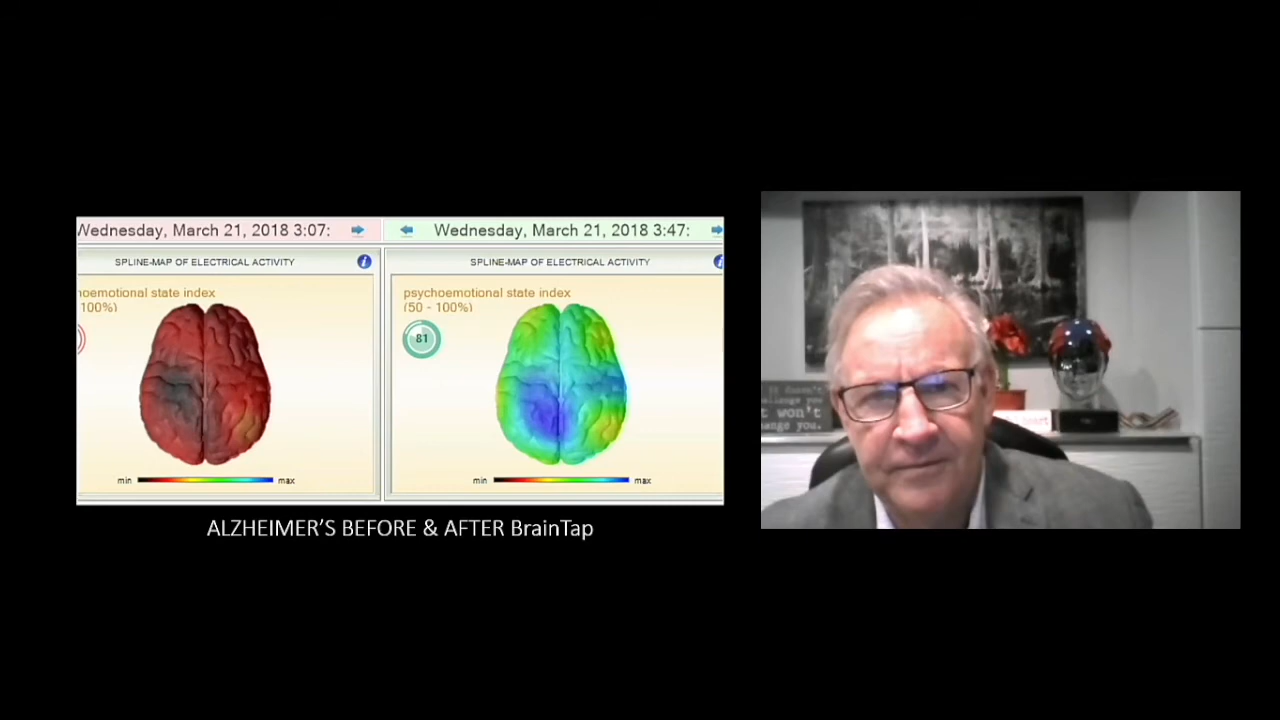 Wednesday, March 21, 2018 3:07:
Wednesday, March 21, 2018 3:47:
SPLINE-MAP OF ELECTRICAL ACTIVITY
SPLINE-MAP OF ELECTRICAL ACTIVITY
state index
100%)
psychoemotional state index
(50 - 100%)
81
min
max
min
max
ALZHEIMER'S BEFORE & AFTER BrainTap
won't
you.